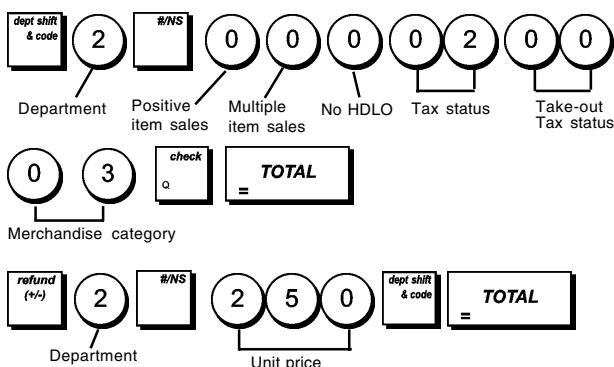 dept shift & code 2 #/NS 0 0 0 0 2 0 0
Department Positive item sales Multiple item sales No HDLO Tax status Take-out Tax status
0 3 check Q TOTAL =
Merchandise category
refund (+/-) 2 #/NS 2 5 0 dept shift & code TOTAL =
Department Unit price